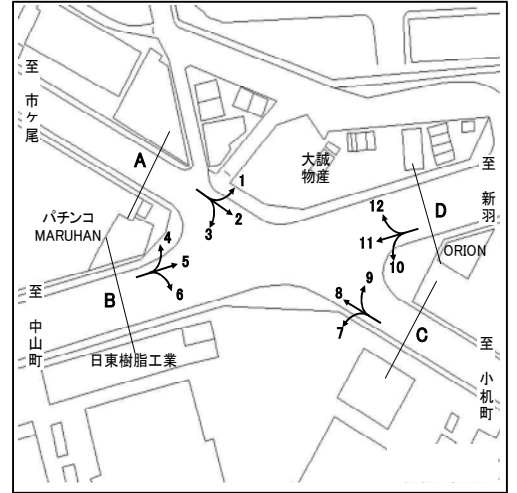 至 市ヶ尾
A
1
大誠
物産
至 新羽
2
3
D
12
パチンコ
MARUHAN
4
5
11
10
ORION
6
9
8
B
7
C
至 中山町
日東樹脂工業
至 小机町